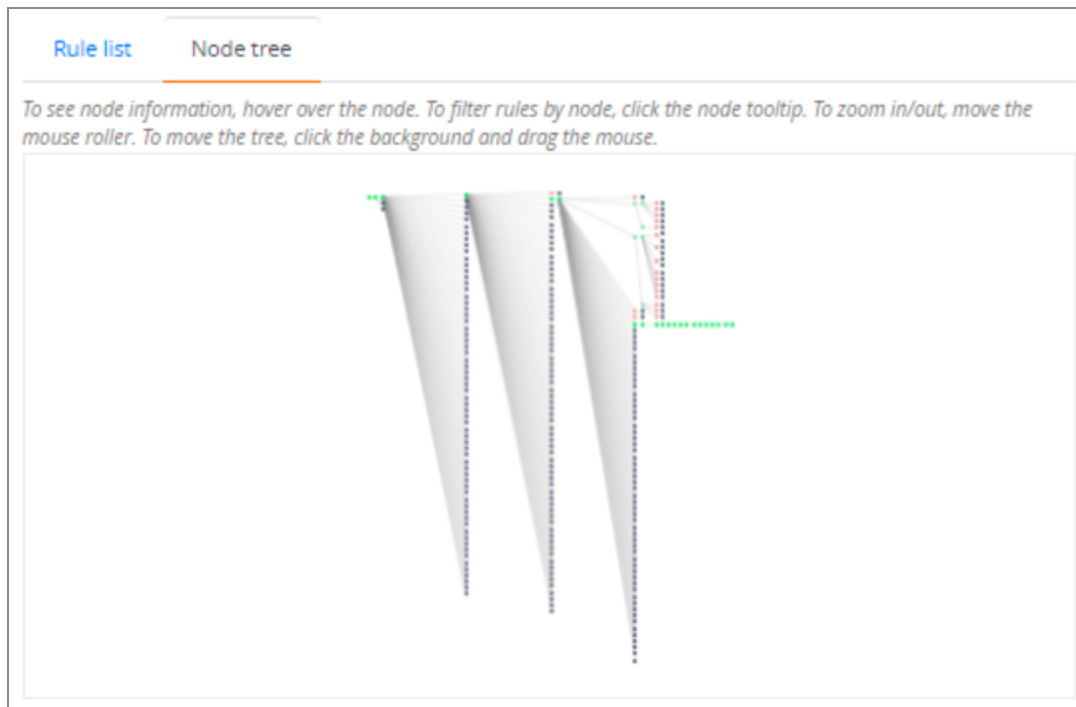 Rule list
Node tree
To see node information, hover over the node. To filter rules by node, click the node tooltip. To zoom in/out, move the
mouse roller. To move the tree, click the background and drag the mouse.